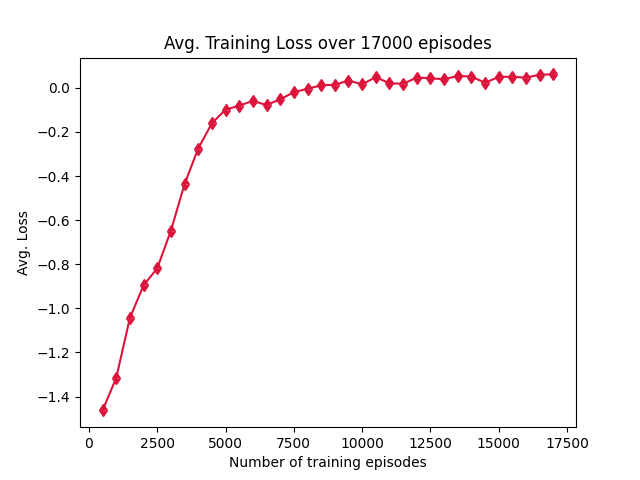 Avg. Training Loss over 17000 episodes
0.0
−0.2
−0.4
−0.6
−0.8
−1.0
−1.2
−1.4
Avg. Loss
0 2500 5000 7500 10000 12500 15000 17500
Number of training episodes